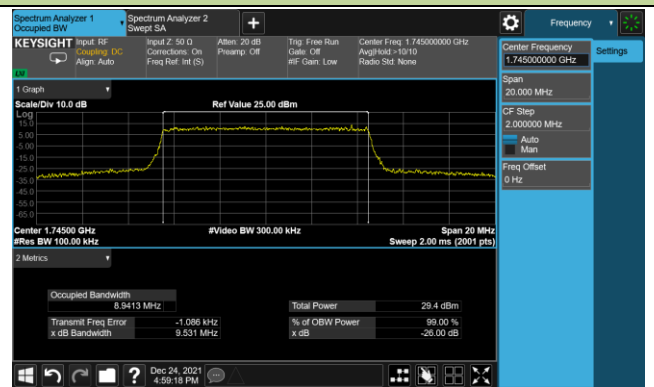 Spectrum Analyzer 1
Occupied BW
Spectrum Analyzer 2
Swept SA
Frequency
KEYSIGHT
Input: RF
Coupling: DC
Align: Auto
Input Z: 50 Ω
Corrections: On
Freq Ref: Int (S)
Atten: 20 dB
Preamp: Off
Trig: Free Run
Gate: Off
#IF Gain: Low
Center Freq: 1.745000000 GHz
Avg|Hold:>10/10
Radio Std: None
Center Frequency
1.745000000 GHz
Settings
Span
20.000 MHz
CF Step
2.000000 MHz
Auto
Man
Freq Offset
0 Hz
1 Graph
Scale/Div 10.0 dB
Ref Value 25.00 dBm
Log
15.0
5.00
-5.00
-15.0
-25.0
-35.0
-45.0
-55.0
-65.0
Center 1.74500 GHz
#Video BW 300.00 kHz
Span 20 MHz
#Res BW 100.00 kHz
Sweep 2.00 ms (2001 pts)
2 Metrics
Occupied Bandwidth
8.9413 MHz
Total Power
29.4 dBm
Transmit Freq Error
-1.086 kHz
% of OBW Power
99.00 %
x dB Bandwidth
9.531 MHz
x dB
-26.00 dB
Dec 24, 2021
4:59:18 PM